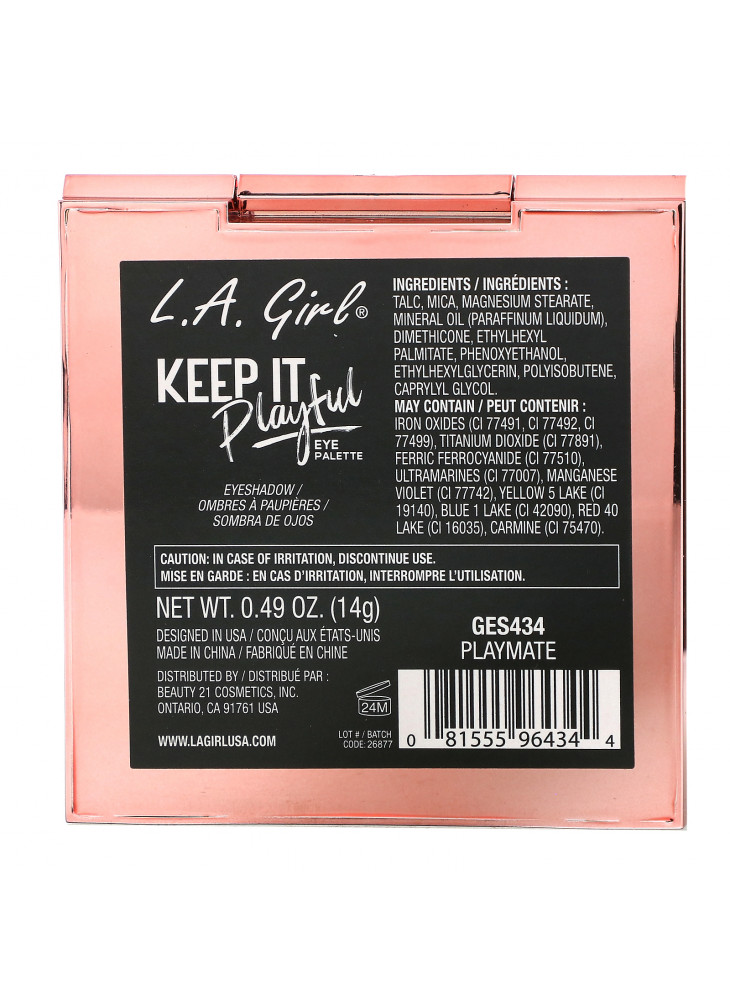 L.A. Girl®
KEEP IT
Playful
EYE
PALETTE
EYESHADOW /
OMBRES À PAUPIÈRES /
SOMBRA DE OJOS
INGREDIENTS / INGRÉDIENTS :
TALC, MICA, MAGNESIUM STEARATE,
MINERAL OIL (PARAFFINUM LIQUIDUM),
DIMETHICONE, ETHYLHEXYL
PALMITATE, PHENOXYETHANOL,
ETHYLHEXYLGLYCERIN, POLYISOBUTENE,
CAPRYLYL GLYCOL.
MAY CONTAIN / PEUT CONTENIR :
IRON OXIDES (CI 77491, CI 77492, CI
77499), TITANIUM DIOXIDE (CI 77891),
FERRIC FERROCYANIDE (CI 77510),
ULTRAMARINES (CI 77007), MANGANESE
VIOLET (CI 77742), YELLOW 5 LAKE (CI
19140), BLUE 1 LAKE (CI 42090), RED 40
LAKE (CI 16035), CARMINE (CI 75470).
CAUTION: IN CASE OF IRRITATION, DISCONTINUE USE.
MISE EN GARDE : EN CAS D'IRRITATION, INTERROMPRE L'UTILISATION.
NET WT. 0.49 OZ. (14g)
DESIGNED IN USA / CONÇU AUX ÉTATS-UNIS
MADE IN CHINA / FABRIQUÉ EN CHINE
DISTRIBUTED BY / DISTRIBUÉ PAR :
BEAUTY 21 COSMETICS, INC.
ONTARIO, CA 91761 USA
WWW.LAGIRLUSA.COM
24M
LOT # / BATCH
CODE: 26877
GES434
PLAYMATE
0 81555 96434 4